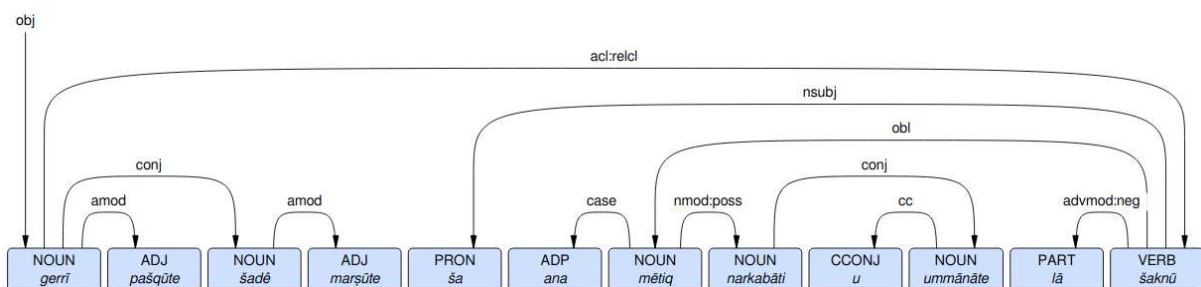 obj
acl:relcl
nsubj
obl
conj conj
amod amod case nmod:poss cc advmod:neg
NOUN ADJ NOUN ADJ PRON ADP NOUN NOUN CCONJ NOUN PART VERB
gerrī pašqūte šadê marṣūte ša ana mētiq narkabāti u ummānāte lā šaknū